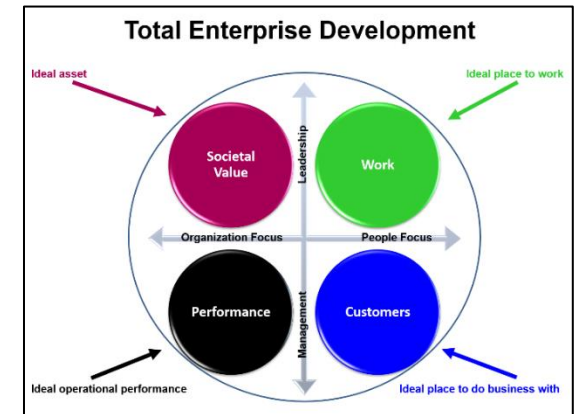 Total Enterprise Development
Ideal asset
Ideal place to work
Societal
Value
Leadership
Work
Organization Focus
People Focus
Performance
Management
Customers
Ideal operational performance
Ideal place to do business with